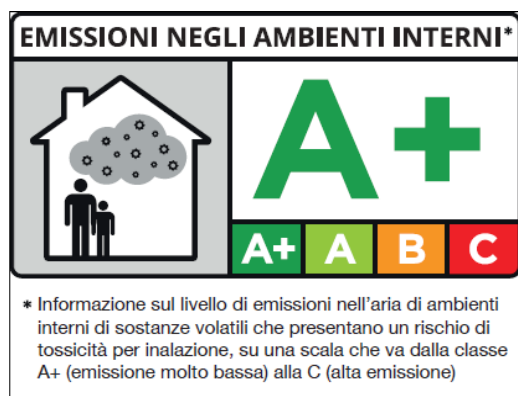 EMISSIONI NEGLI AMBIENTI INTERNI*
A+
A+ A B C
* Informazione sul livello di emissioni nell'aria di ambienti
interni di sostanze volatili che presentano un rischio di
tossicità per inalazione, su una scala che va dalla classe
A+ (emissione molto bassa) alla C (alta emissione)